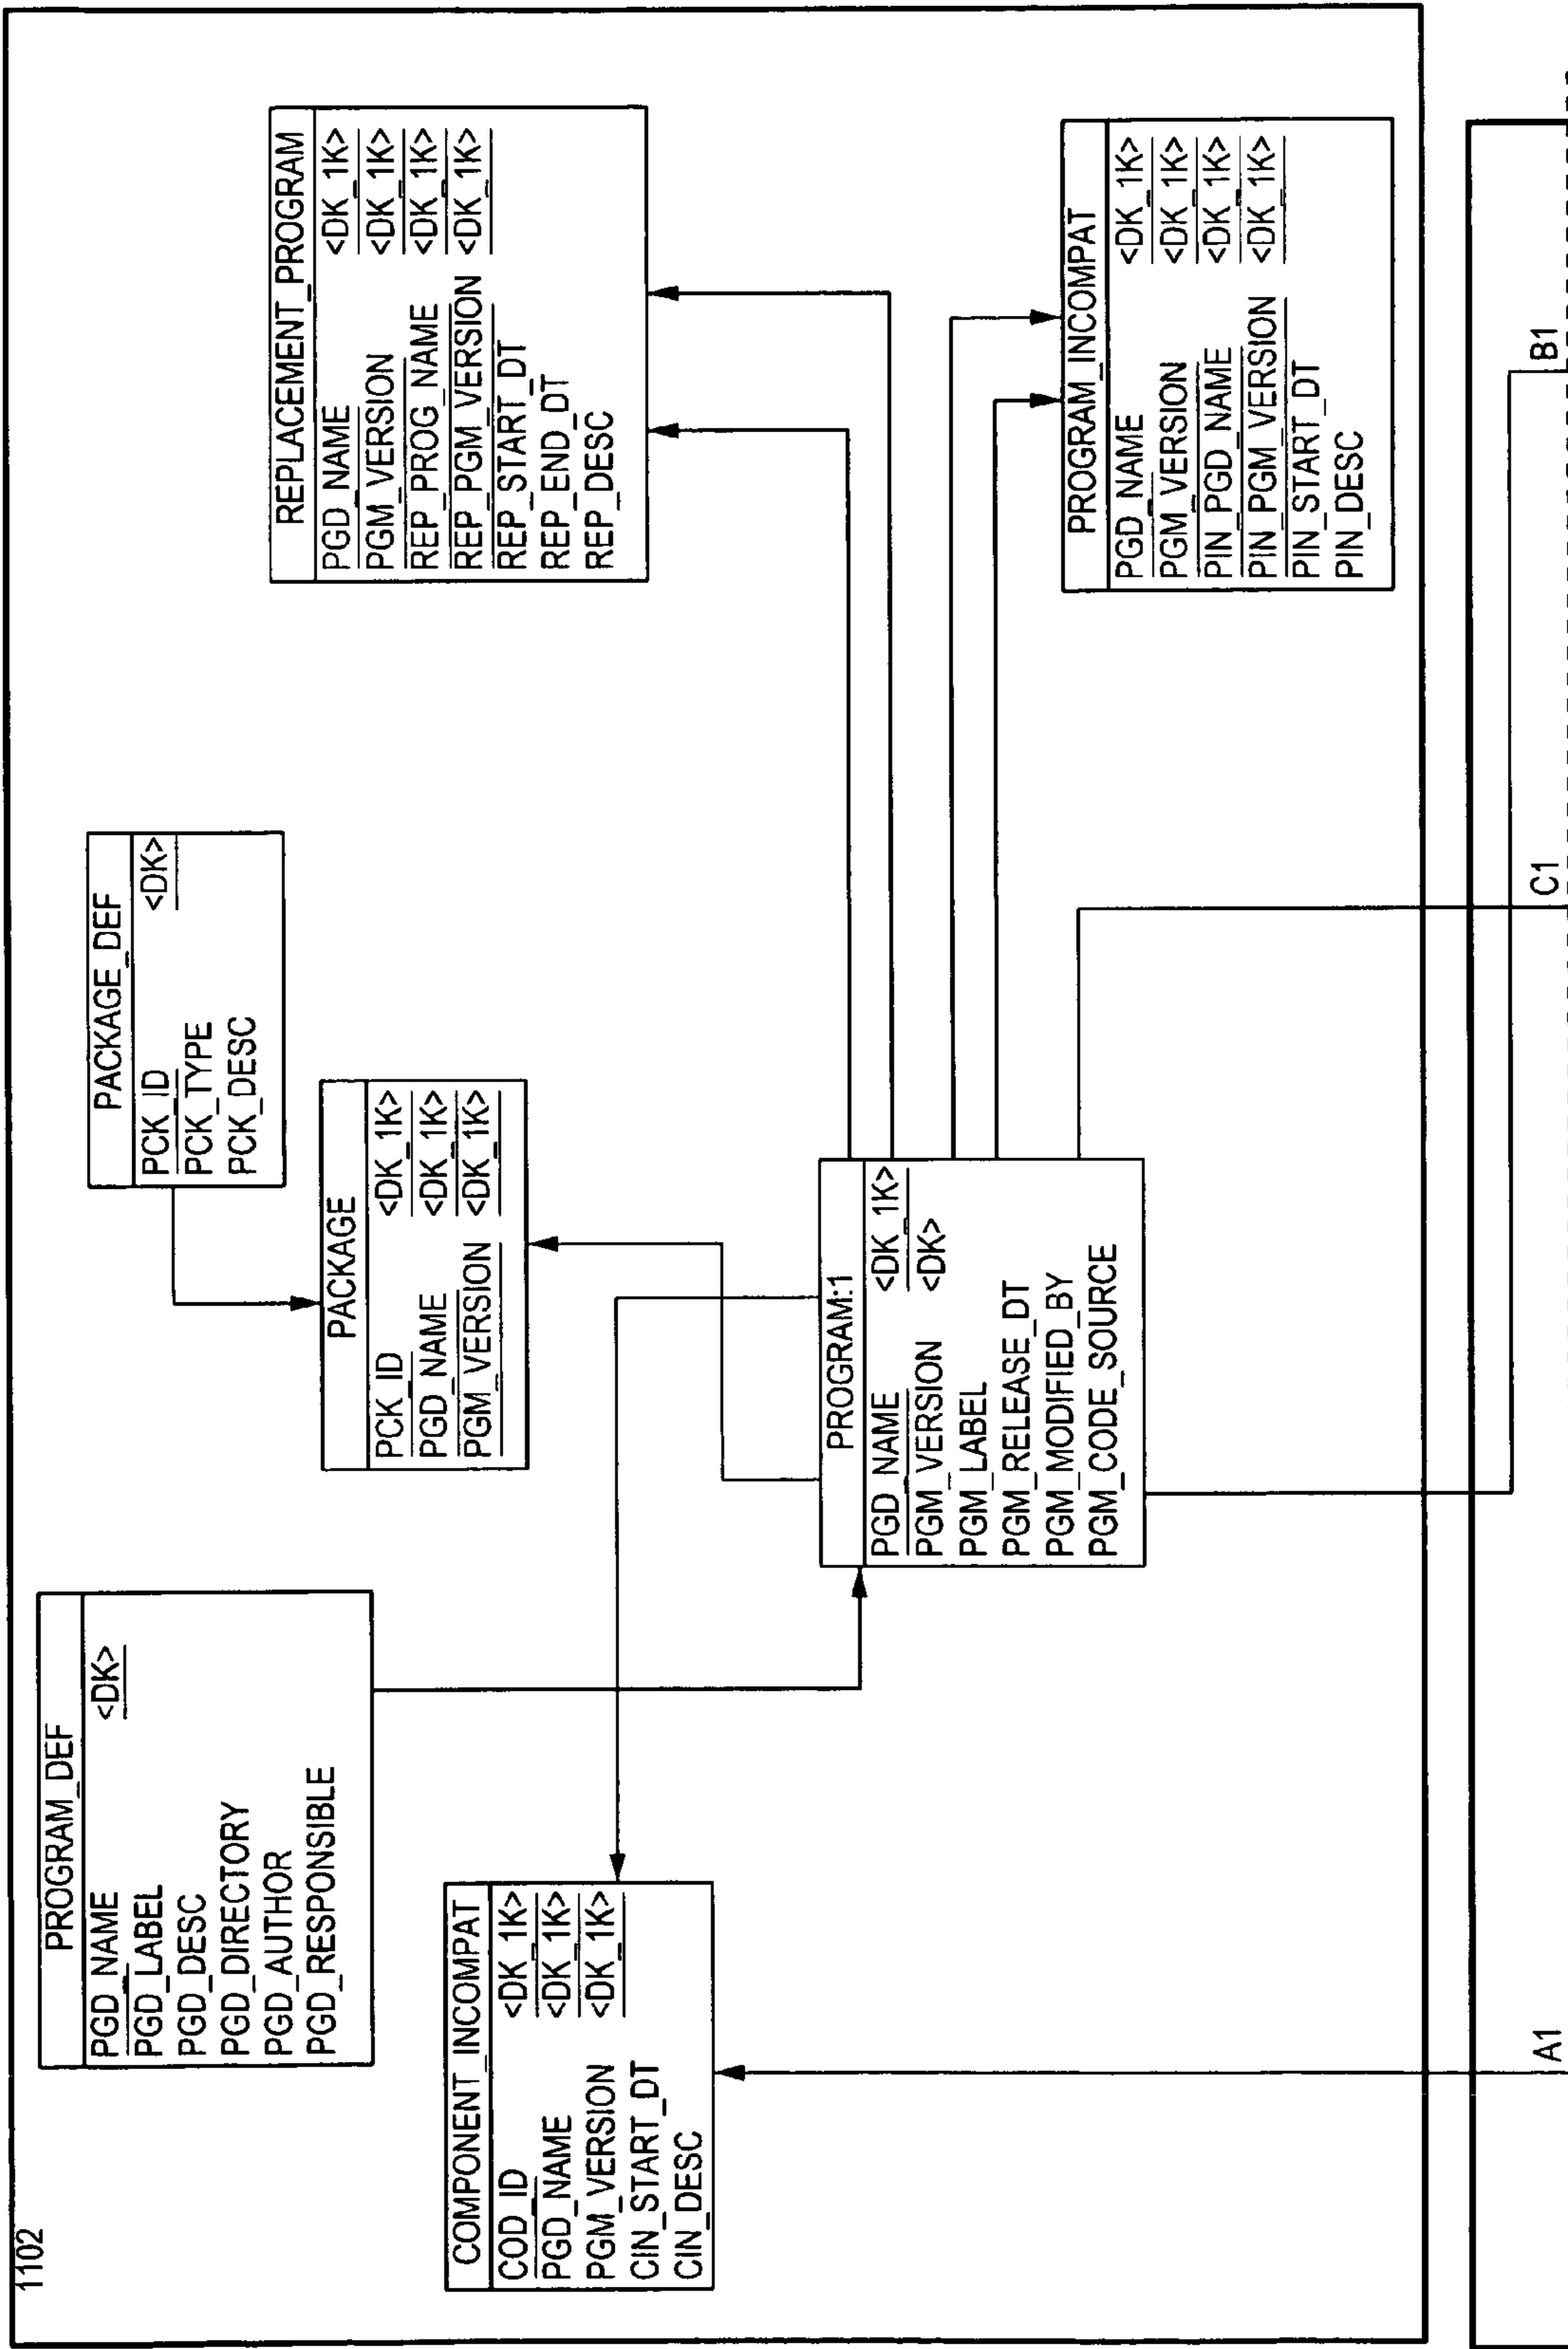 1102
PROGRAM_DEF
PGD_NAME <DK>
PGD_LABEL
PGD_DESC
PGD_DIRECTORY
PGD_AUTHOR
PGD_RESPONSIBLE
PACKAGE_DEF
PCK_ID <DK>
PCK_TYPE
PCK_DESC
REPLACEMENT_PROGRAM
PGD_NAME <DK_1K>
PGM_VERSION <DK_1K>
REP_PROG_NAME <DK_1K>
REP_PGM_VERSION <DK_1K>
REP_START_DT
REP_END_DT
REP_DESC
PACKAGE
PCK_ID <DK_1K>
PGD_NAME <DK_1K>
PGM_VERSION <DK_1K>
COMPONENT_INCOMPAT
COD_ID <DK_1K>
PGD_NAME <DK_1K>
PGM_VERSION <DK_1K>
CIN_START_DT
CIN_DESC
PROGRAM:1
PGD_NAME <DK_1K>
PGM_VERSION <DK>
PGM_LABEL
PGM_RELEASE_DT
PGM_MODIFIED_BY
PGM_CODE_SOURCE
PROGRAM_INCOMPAT
PGD_NAME <DK_1K>
PGM_VERSION <DK_1K>
PIN_PGD_NAME <DK_1K>
PIN_PGM_VERSION <DK_1K>
PIN_START_DT
PIN_DESC
A1
C1
B1